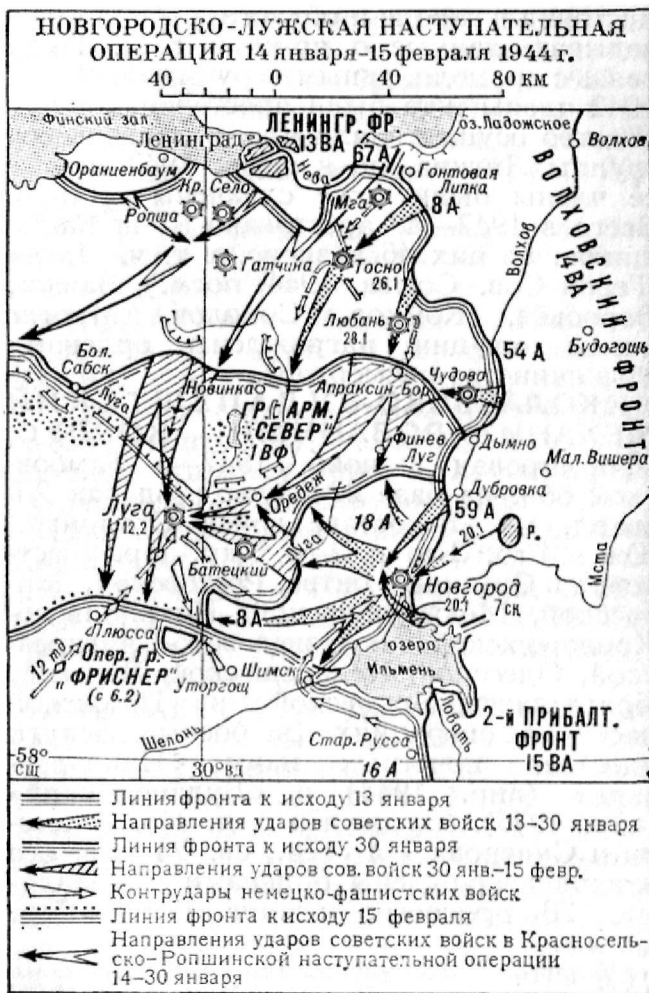 НОВГОРОДСКО-ЛУЖСКАЯ НАСТУПАТЕЛЬНАЯ
ОПЕРАЦИЯ 14 января–15 февраля 1944 г.
40 0 40 80 км
Финский зал.
Ленинград
ЛЕНИНГР. ФР.
13 ВА
67 А
оз. Ладожское
Волхов
Ораниенбаум
Нева
Гонтовая
Липка
Кр. Село
Ропша
Мга
8 А
ВОЛХОВСКИЙ ФРОНТ
14 ВА
Гатчина
Тосно
26.1
Волхов
Любань
28.1
Будогощь
54 А
Бол.
Сабск
Луга
Новинка
Апраксин Бор
Чудово
ГР. АРМ.
"СЕВЕР"
1 ВФ
Финев
Луг
Дымно
Мал. Вишера
Дубровка
Оредеж
Луга
12.2
18 А
59 А
20.1
Р.
Луга
Батецкий
Мста
Новгород
20.1
7 ск
8 А
Плюсса
озеро
Ильмень
Опер. Гр.
"ФРИСНЕР"
(с 6.2)
12 тд
Шимск
Уторгощ
Ловать
2-й ПРИБАЛТ.
ФРОНТ
15 ВА
Шелонь
Стар. Русса
58°
СШ
30° вд
16 А
Линия фронта к исходу 13 января
Направления ударов советских войск 13-30 января
Линия фронта к исходу 30 января
Направления ударов сов. войск 30 янв.-15 февр.
Контрудары немецко-фашистских войск
Линия фронта к исходу 15 февраля
Направления ударов советских войск в Красносель-
ско-Ропшинской наступательной операции
14-30 января